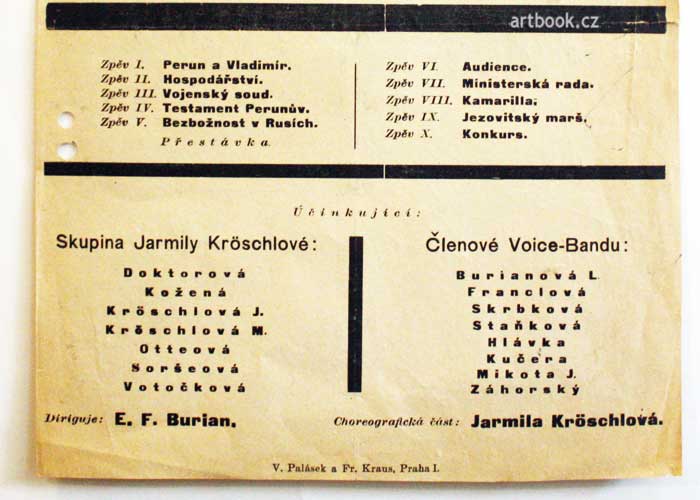 artbook.cz
Zpěv I. Perun a Vladimír.
Zpěv II. Hospodářství.
Zpěv III. Vojenský soud.
Zpěv IV. Testament Perunův.
Zpěv V. Bezbožnost v Rusích.
Přestávka.
Zpěv VI. Audience.
Zpěv VII. Ministerská rada.
Zpěv VIII. Kamarilla.
Zpěv IX. Jezovitský marš.
Zpěv X. Konkurs.
Účinkující:
Skupina Jarmily Kröschlové:
Doktorová
Kožená
Kröschlová J.
Kröschlová M.
Otteová
Soršeová
Votočková
Členové Voice-Bandu:
Burianová L.
Franclová
Skrbková
Staňková
Hlávka
Kučera
Mikota J.
Záhorský
Diriguje: E. F. Burian.
Choreografická část: Jarmila Kröschlová.
V. Palásek a Fr. Kraus, Praha I.